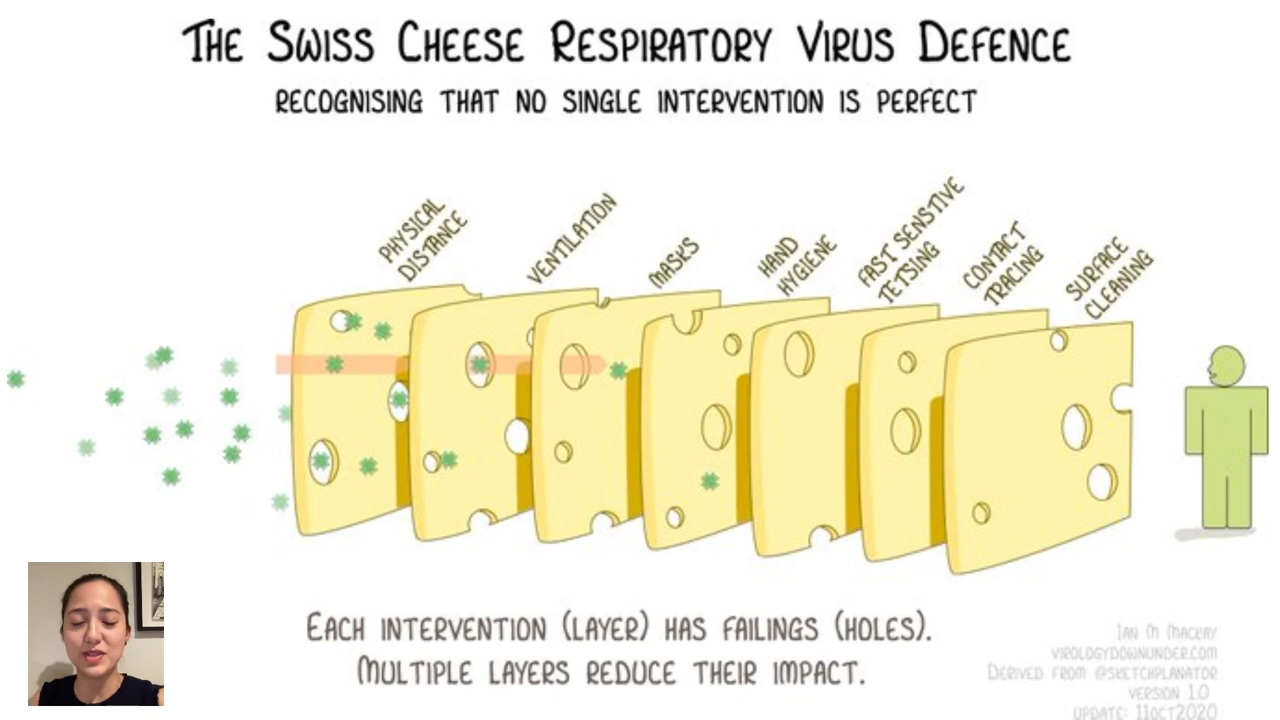 THE SWISS CHEESE RESPIRATORY VIRUS DEFENCE
RECOGNISING THAT NO SINGLE INTERVENTION IS PERFECT
PHYSICAL
DISTANCE
VENTILATION
MASKS
HAND
HYGIENE
FAST SENSTIVE
TETSING
CONTACT
TRACING
SURFACE
CLEANING
EACH INTERVENTION (LAYER) HAS FAILINGS (HOLES).
MULTIPLE LAYERS REDUCE THEIR IMPACT.
IAN M MACKAY
VIROLOGYDOWNUNDER.COM
DERIVED FROM @SKETCHPLANATOR
VERSION 1.0
UPDATE: 11OCT2020